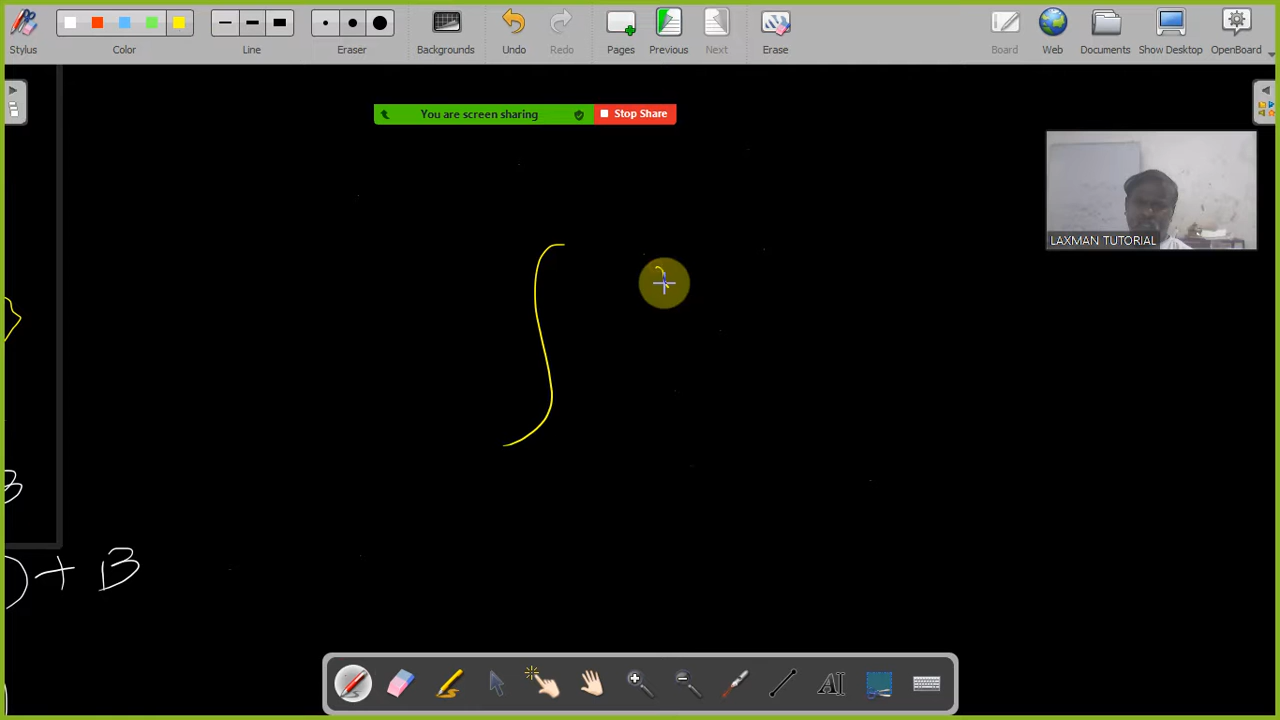 Stylus Color Line Eraser Backgrounds Undo Redo Pages Previous Next Erase Board Web Documents Show Desktop OpenBoard
You are screen sharing Stop Share
LAXMAN TUTORIAL
∫
B
) + B
AI